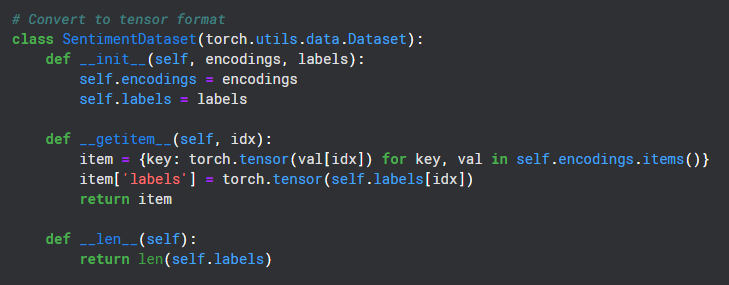 # Convert to tensor format
class SentimentDataset(torch.utils.data.Dataset):
    def __init__(self, encodings, labels):
        self.encodings = encodings
        self.labels = labels

    def __getitem__(self, idx):
        item = {key: torch.tensor(val[idx]) for key, val in self.encodings.items()}
        item['labels'] = torch.tensor(self.labels[idx])
        return item

    def __len__(self):
        return len(self.labels)